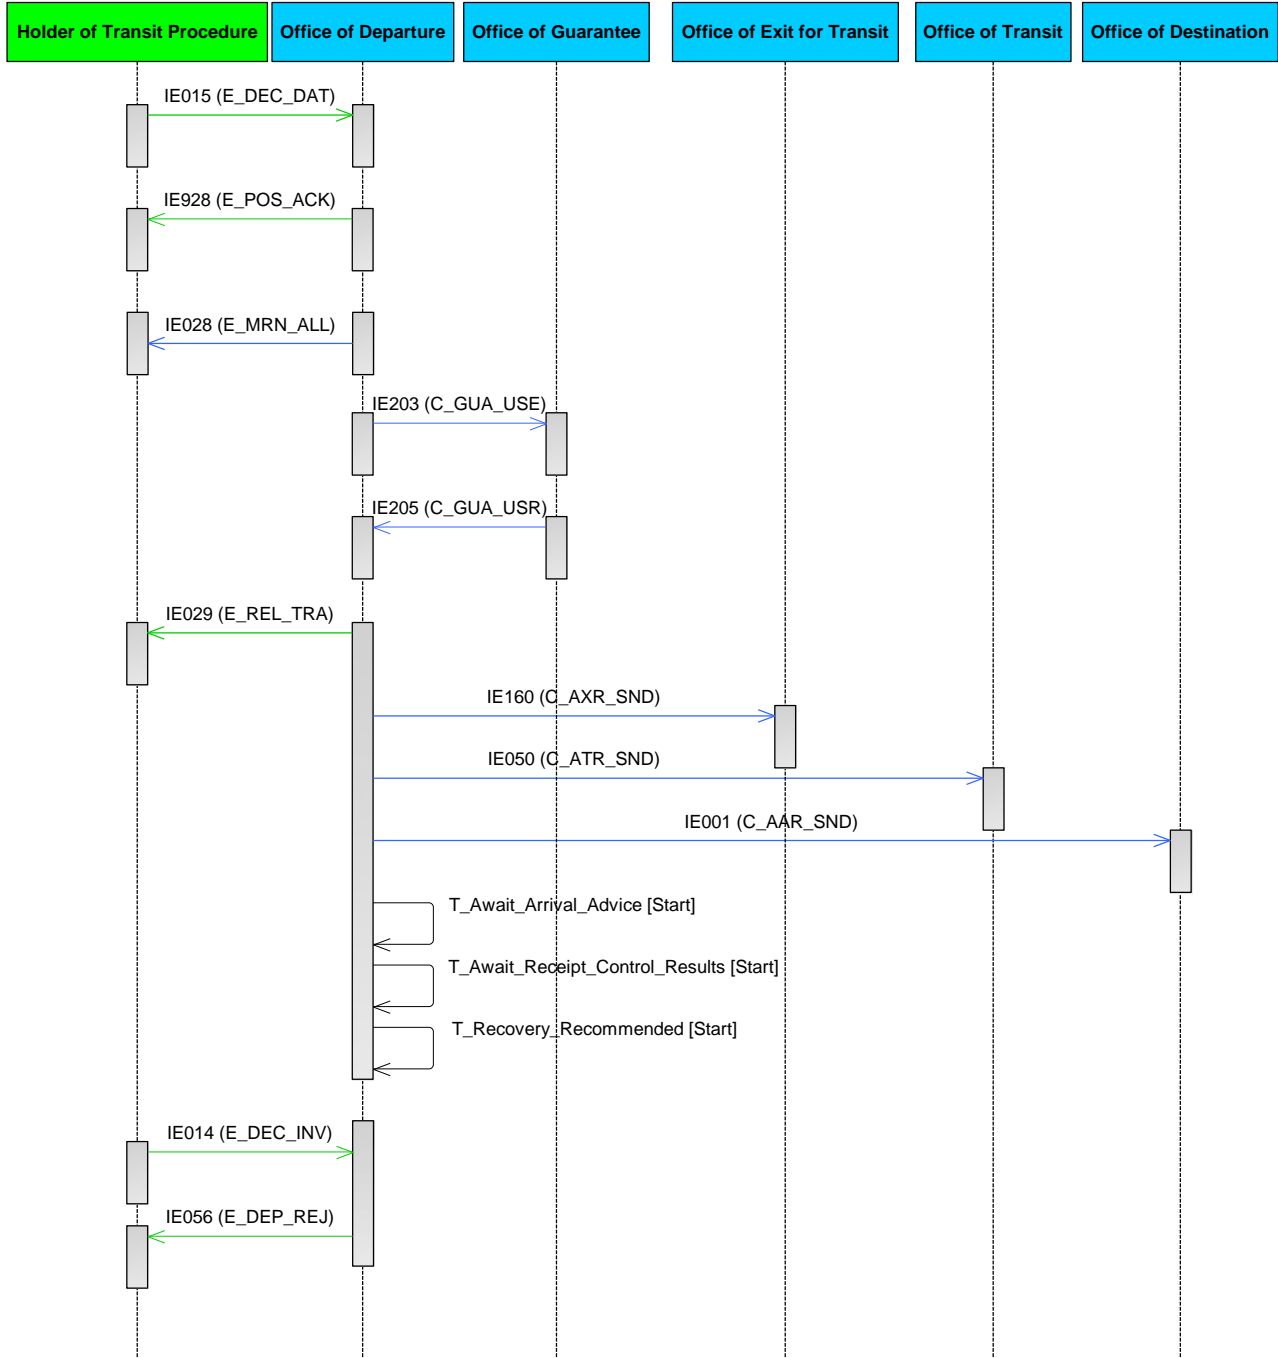 Holder of Transit Procedure
Office of Departure
Office of Guarantee
Office of Exit for Transit
Office of Transit
Office of Destination
IE015 (E_DEC_DAT)
IE928 (E_POS_ACK)
IE028 (E_MRN_ALL)
IE203 (C_GUA_USE)
IE205 (C_GUA_USR)
IE029 (E_REL_TRA)
IE160 (C_AXR_SND)
IE050 (C_ATR_SND)
IE001 (C_AAR_SND)
T_Await_Arrival_Advice [Start]
T_Await_Receipt_Control_Results [Start]
T_Recovery_Recommended [Start]
IE014 (E_DEC_INV)
IE056 (E_DEP_REJ)